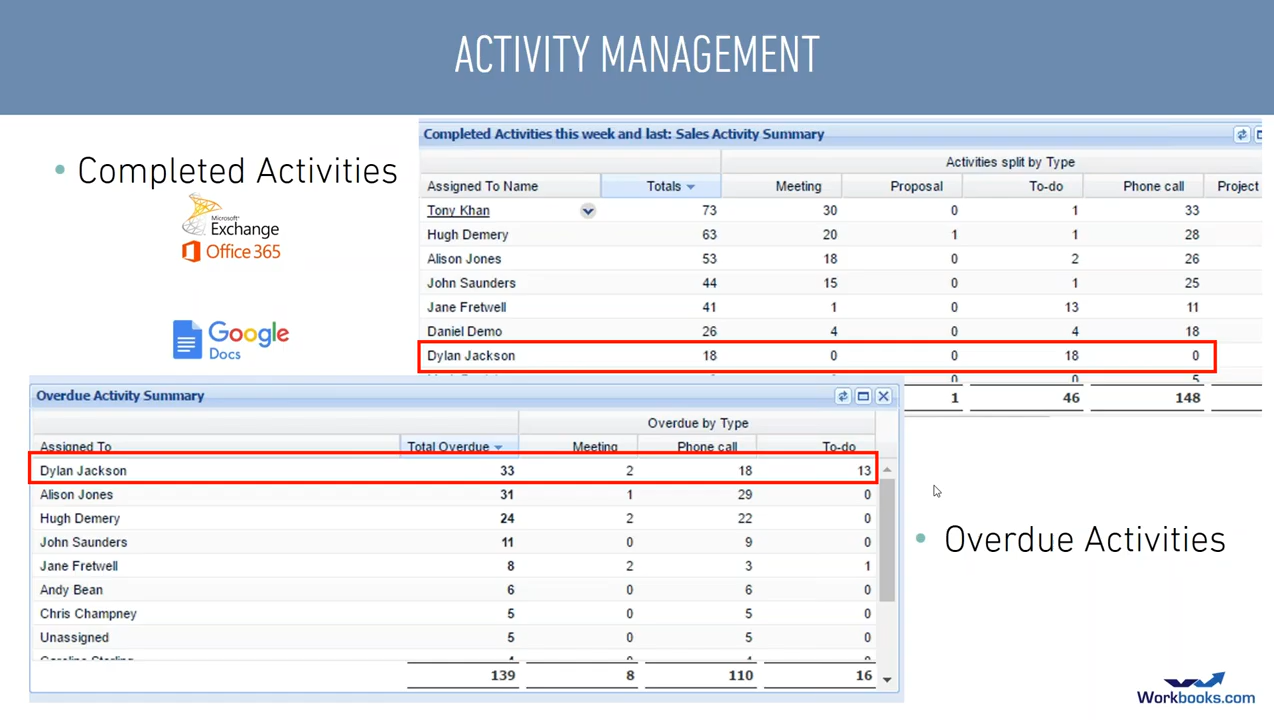 ACTIVITY MANAGEMENT
• Completed Activities
Microsoft®
Exchange
Office 365
Google
Docs
Completed Activities this week and last: Sales Activity Summary
Activities split by Type
Assigned To Name Totals Meeting Proposal To-do Phone call Project
Tony Khan 73 30 0 1 33
Hugh Demery 63 20 1 1 28
Alison Jones 53 18 0 2 26
John Saunders 44 15 0 1 25
Jane Fretwell 41 1 0 13 11
Daniel Demo 26 4 0 4 18
Dylan Jackson 18 0 0 18 0
0 0 5
1 46 148
Overdue Activity Summary
Overdue by Type
Assigned To Total Overdue Meeting Phone call To-do
Dylan Jackson 33 2 18 13
Alison Jones 31 1 29 0
Hugh Demery 24 2 22 0
John Saunders 11 0 9 0
Jane Fretwell 8 2 3 1
Andy Bean 6 0 6 0
Chris Champney 5 0 5 0
Unassigned 5 0 5 0
139 8 110 16
• Overdue Activities
Workbooks.com